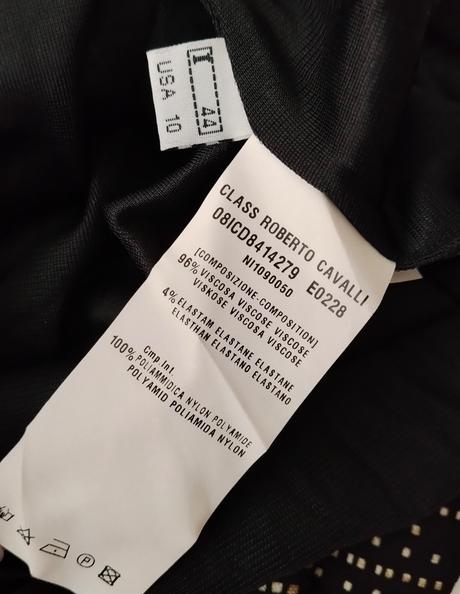 I 44
USA 10
CLASS ROBERTO CAVALLI
08ICD8414279 E0228
NI1090050
[COMPOSIZIONE-COMPOSITION]
96% VISCOSA VISCOSE VISCOSE
VISKOSE VISCOSA VISCOSE
4% ELASTAM ELASTANE ELASTANE
ELASTHAN ELASTANO ELASTANO
Cmp Int.
100% POLIAMMIDICA NYLON POLYAMIDE
POLYAMID POLIAMIDA NYLON
P